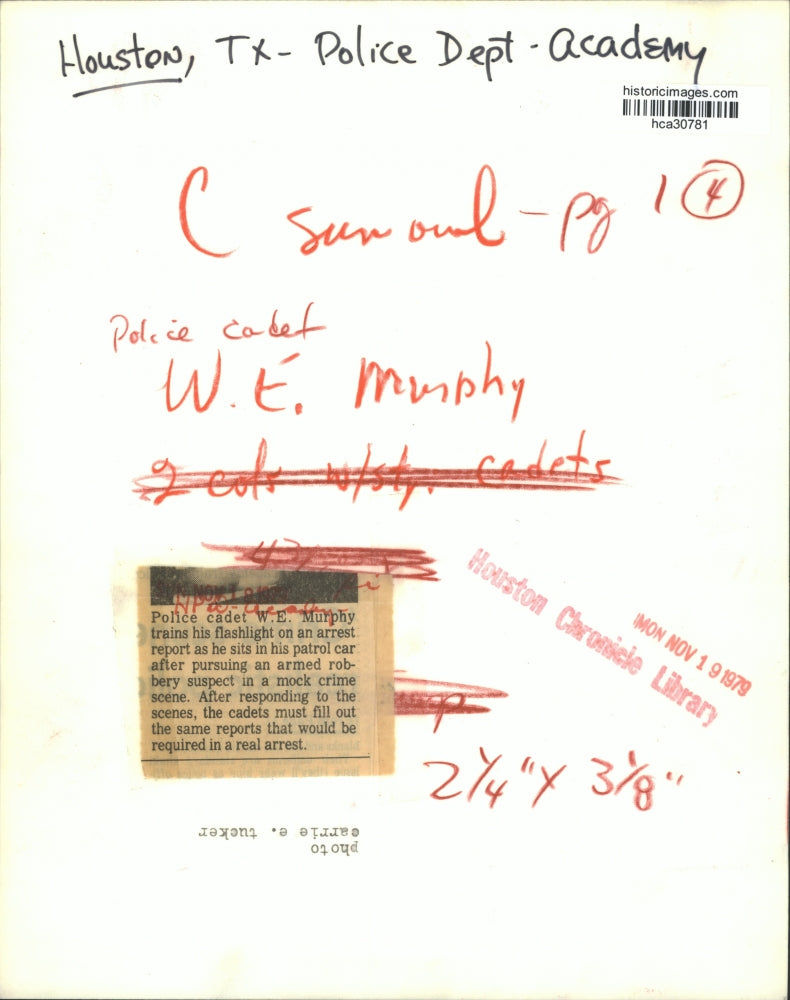 Houston, TX - Police Dept - Academy
historicimages.com
hca30781
C sun owl - pg 1 4
Police cadet
W. E. Murphy
2 cols w/sty. cadets
Houston Chronicle Library
MON NOV 19 1979
Police cadet W.E. Murphy
trains his flashlight on an arrest
report as he sits in his patrol car
after pursuing an armed rob-
bery suspect in a mock crime
scene. After responding to the
scenes, the cadets must fill out
the same reports that would be
required in a real arrest.
2 1/4" X 3 1/8"
photo
carrie e. tucker